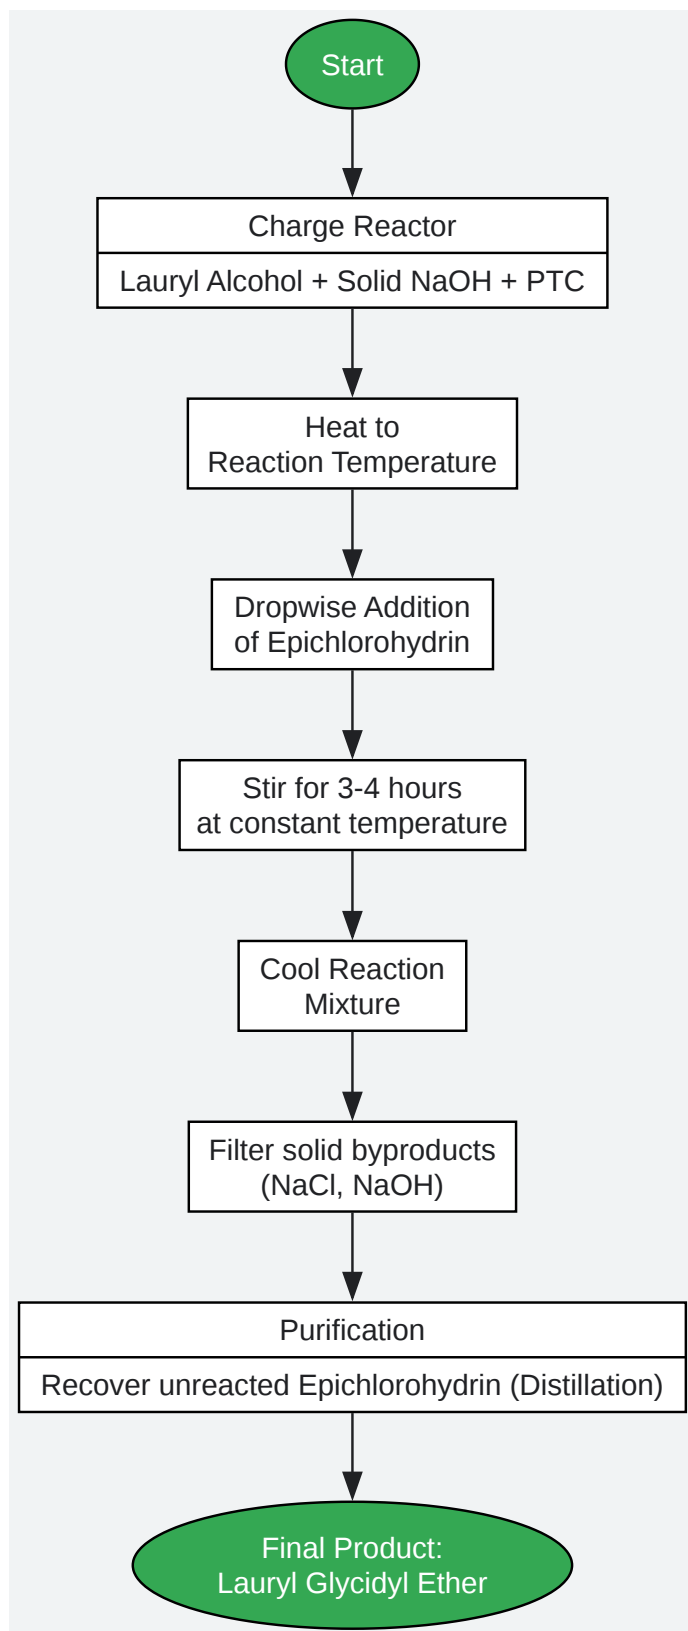 Start
Charge Reactor
Lauryl Alcohol + Solid NaOH + PTC
Heat to
Reaction Temperature
Dropwise Addition
of Epichlorohydrin
Stir for 3-4 hours
at constant temperature
Cool Reaction
Mixture
Filter solid byproducts
(NaCl, NaOH)
Purification
Recover unreacted Epichlorohydrin (Distillation)
Final Product:
Lauryl Glycidyl Ether